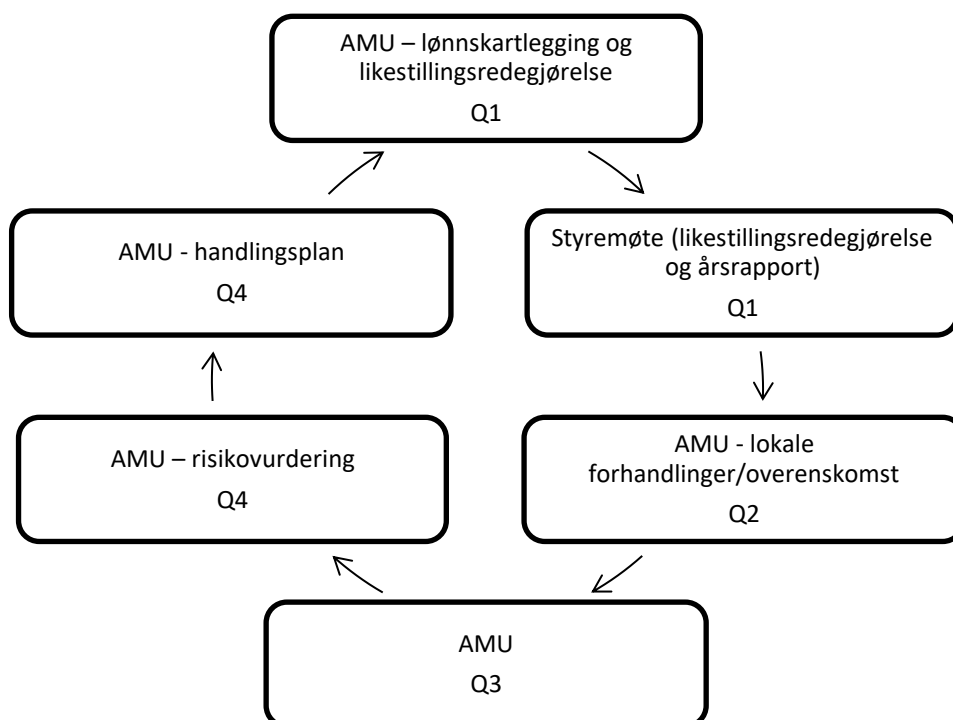 AMU – lønnskartlegging og
likestillingsredegjørelse
Q1
Styremøte (likestillingsredegjørelse
og årsrapport)
Q1
AMU - lokale
forhandlinger/overenskomst
Q2
AMU
Q3
AMU – risikovurdering
Q4
AMU - handlingsplan
Q4